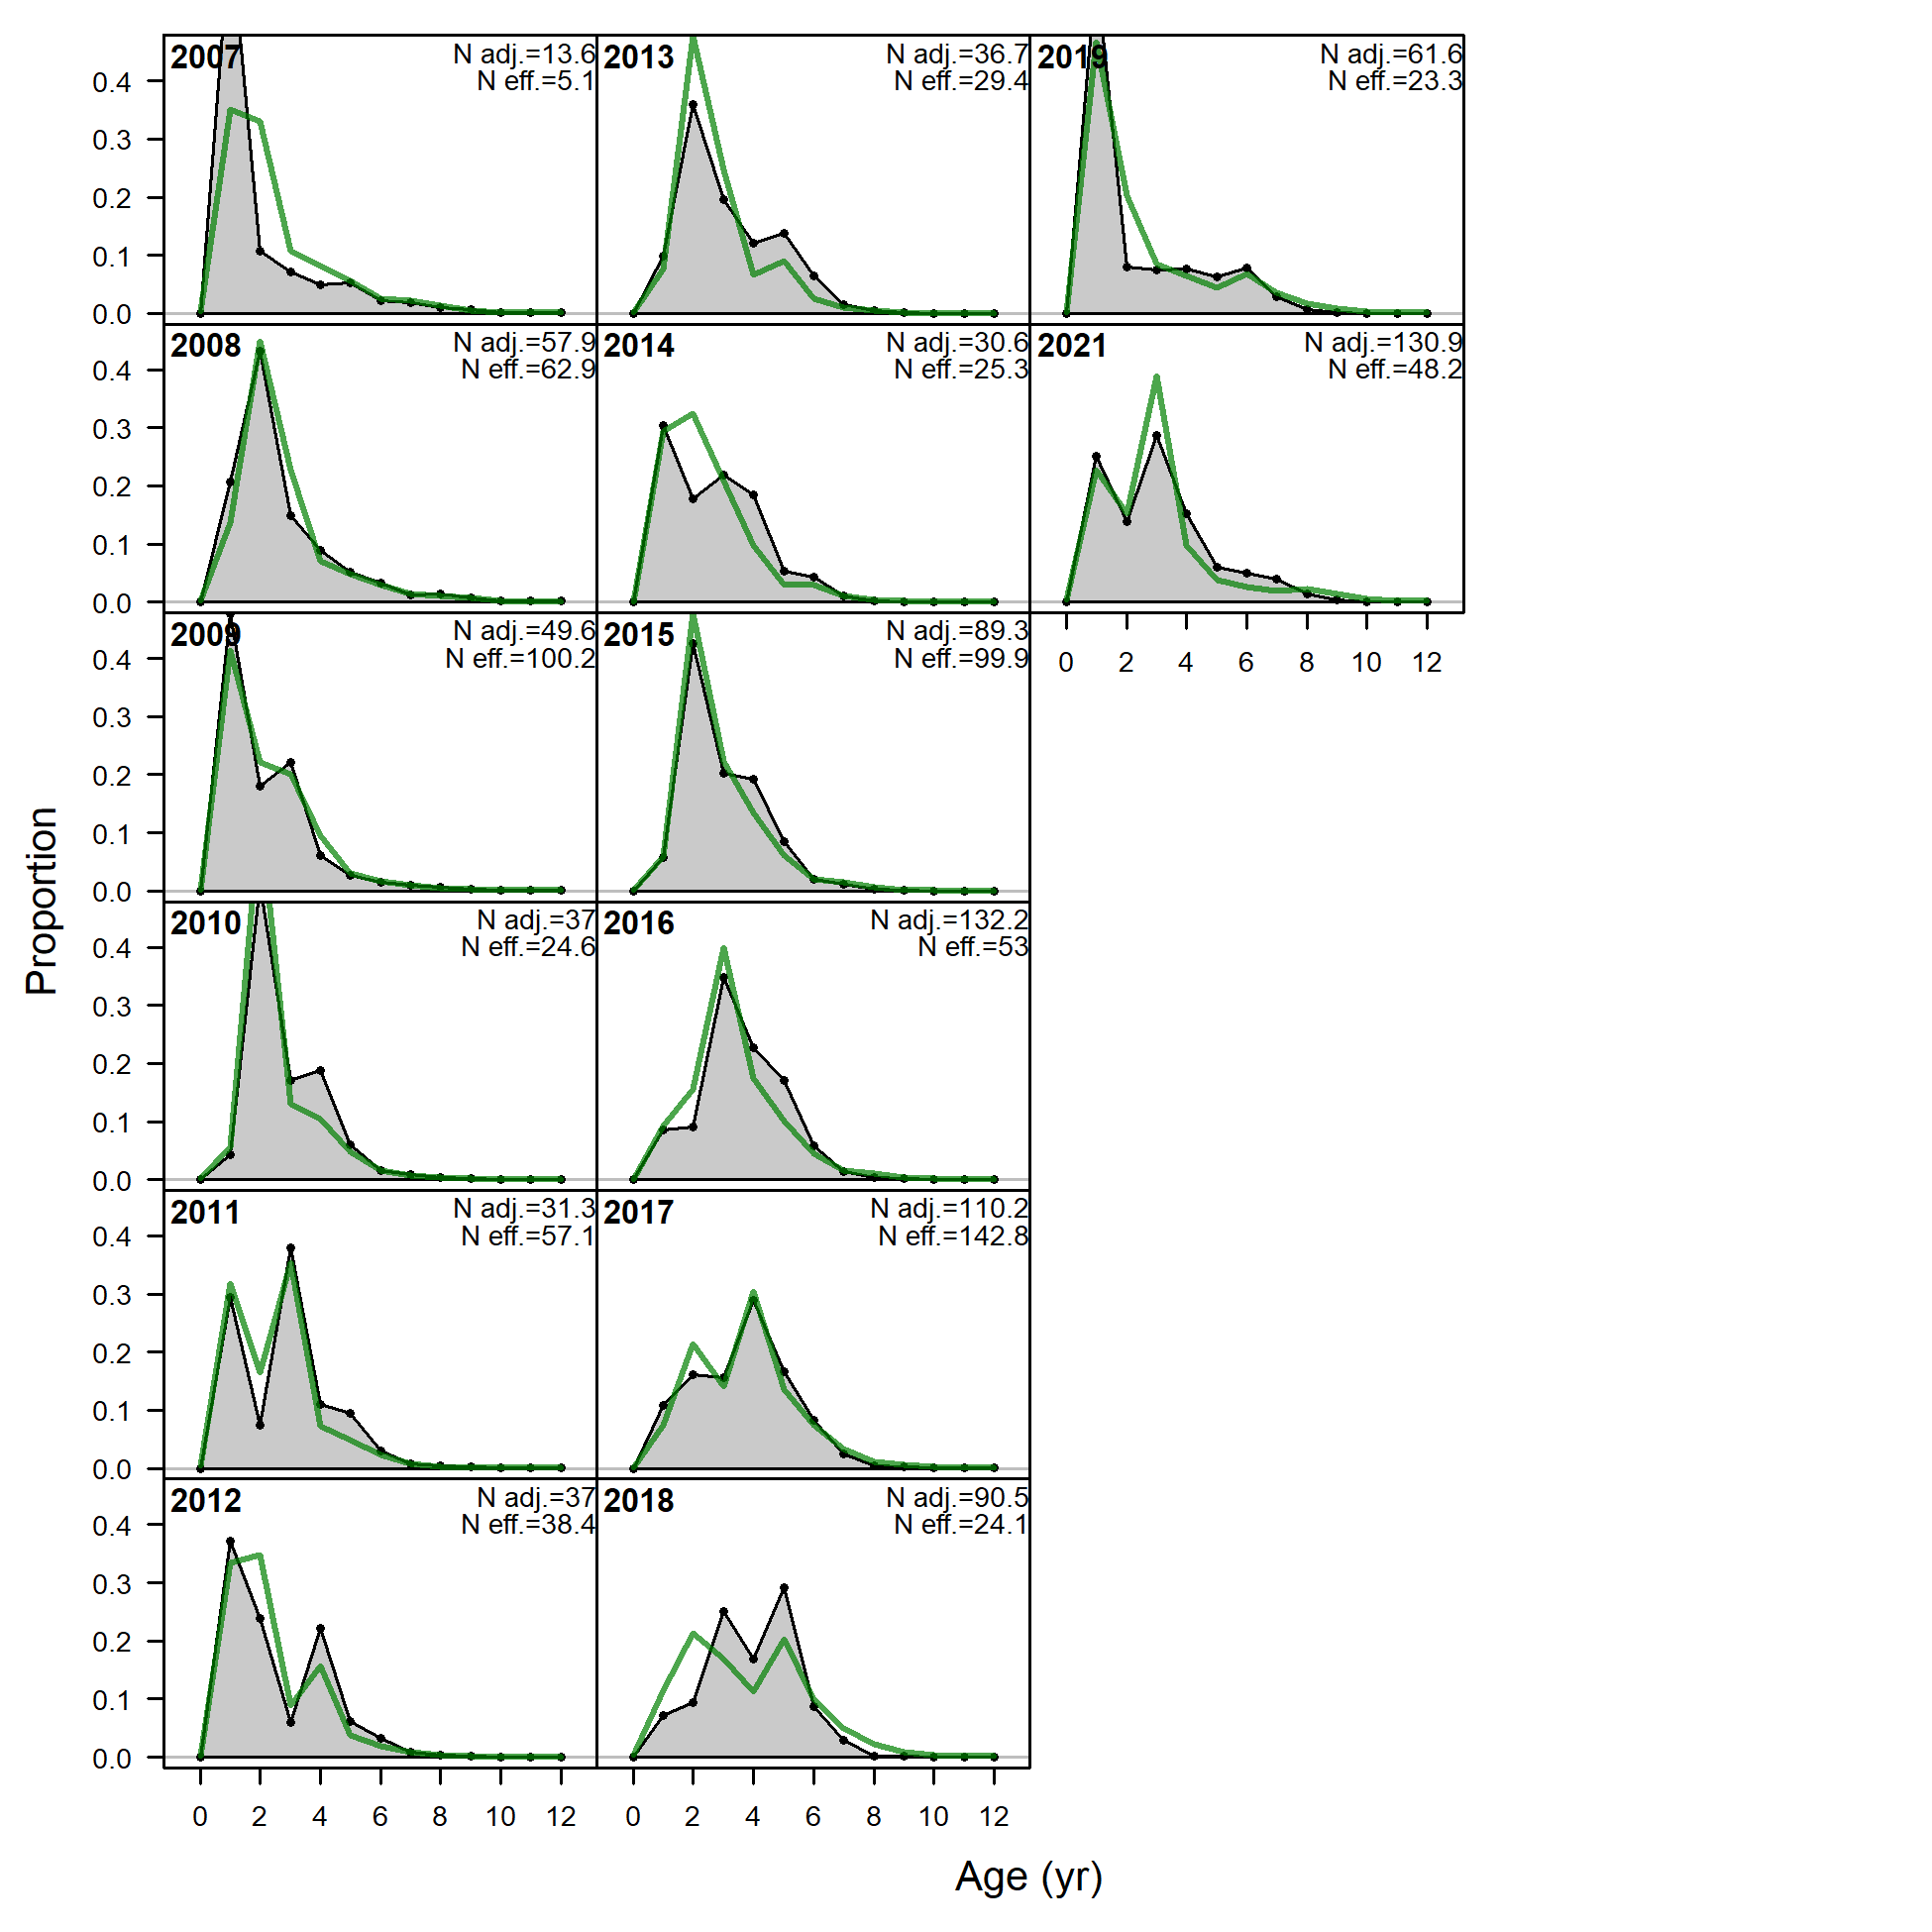 2007
N adj.=13.6
N eff.=5.1
0.4
0.3
0.2
0.1
0.0
2013
N adj.=36.7
N eff.=29.4
2019
N adj.=61.6
N eff.=23.3
2008
N adj.=57.9
N eff.=62.9
0.4
0.3
0.2
0.1
0.0
2014
N adj.=30.6
N eff.=25.3
2021
N adj.=130.9
N eff.=48.2
0 2 4 6 8 10 12
2009
N adj.=49.6
N eff.=100.2
0.4
0.3
0.2
0.1
0.0
2015
N adj.=89.3
N eff.=99.9
2010
N adj.=37
N eff.=24.6
0.4
0.3
0.2
0.1
0.0
2016
N adj.=132.2
N eff.=53
2011
N adj.=31.3
N eff.=57.1
0.4
0.3
0.2
0.1
0.0
2017
N adj.=110.2
N eff.=142.8
2012
N adj.=37
N eff.=38.4
0.4
0.3
0.2
0.1
0.0
2018
N adj.=90.5
N eff.=24.1
0 2 4 6 8 10 12
0 2 4 6 8 10 12
Proportion
Age (yr)